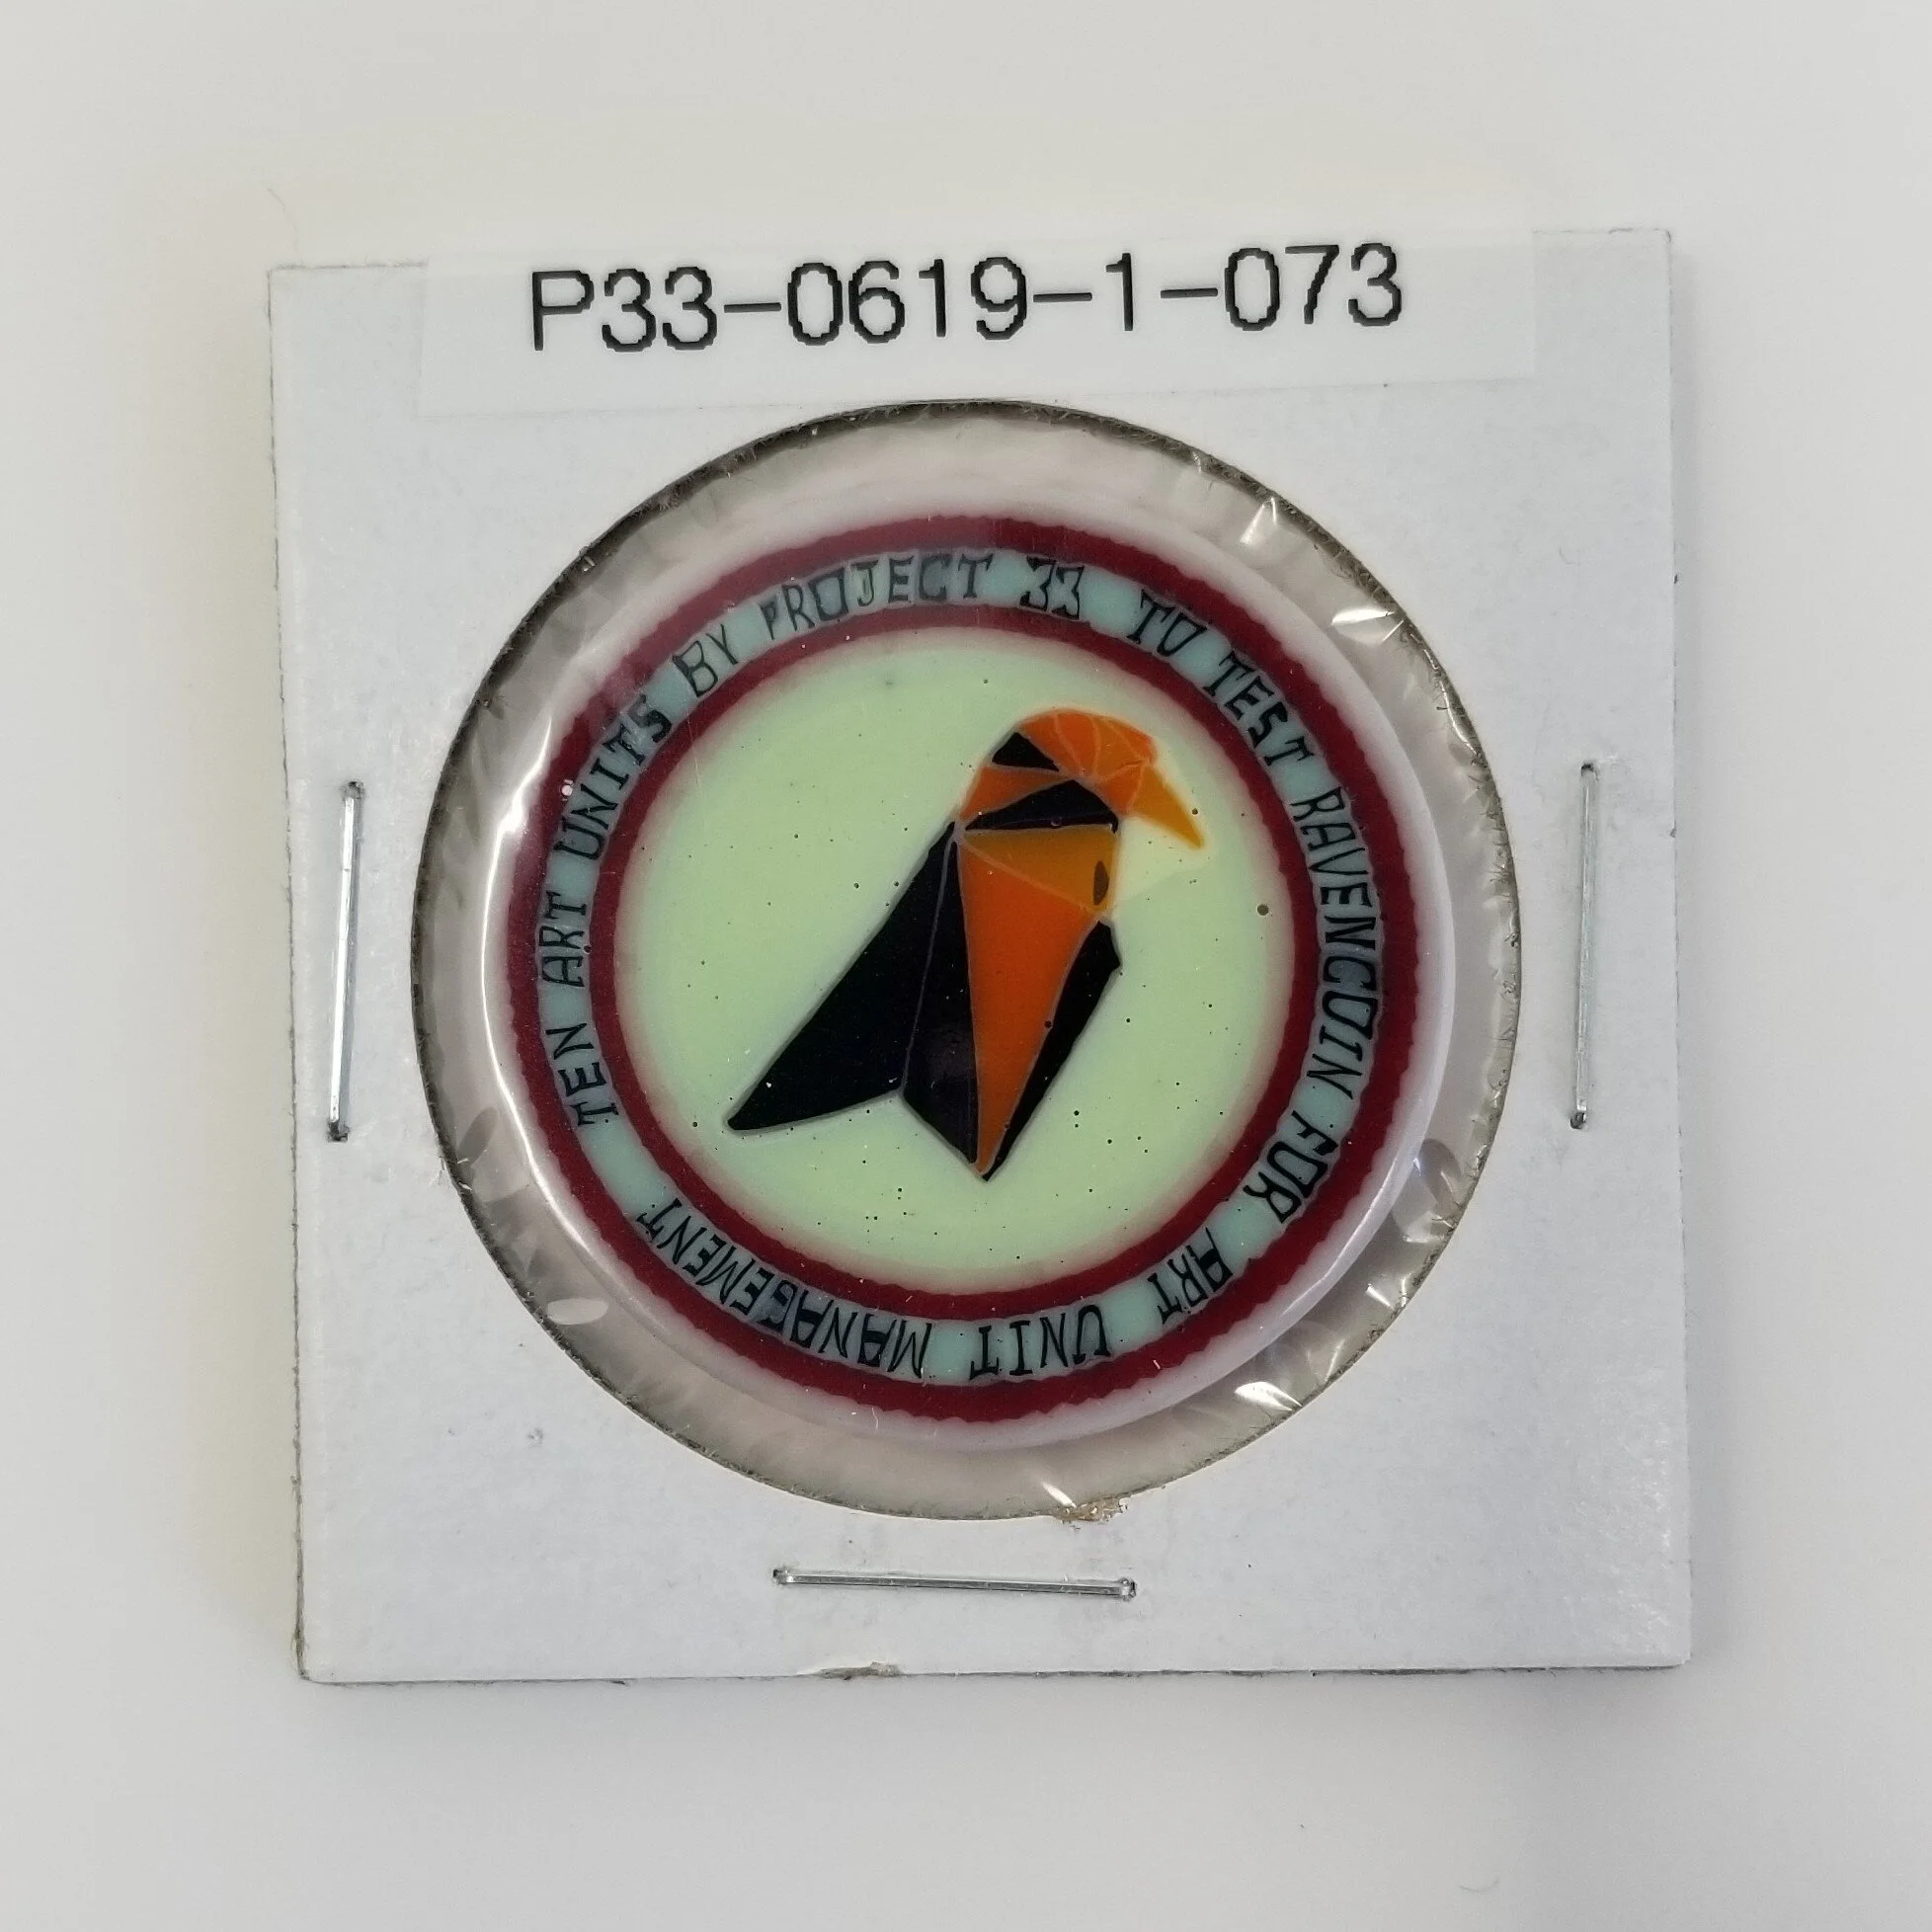 P33-0619-1-073
TEN ART UNITS BY PROJECT 33 TO TEST RAVENCOIN FOR ART UNIT MANAGEMENT